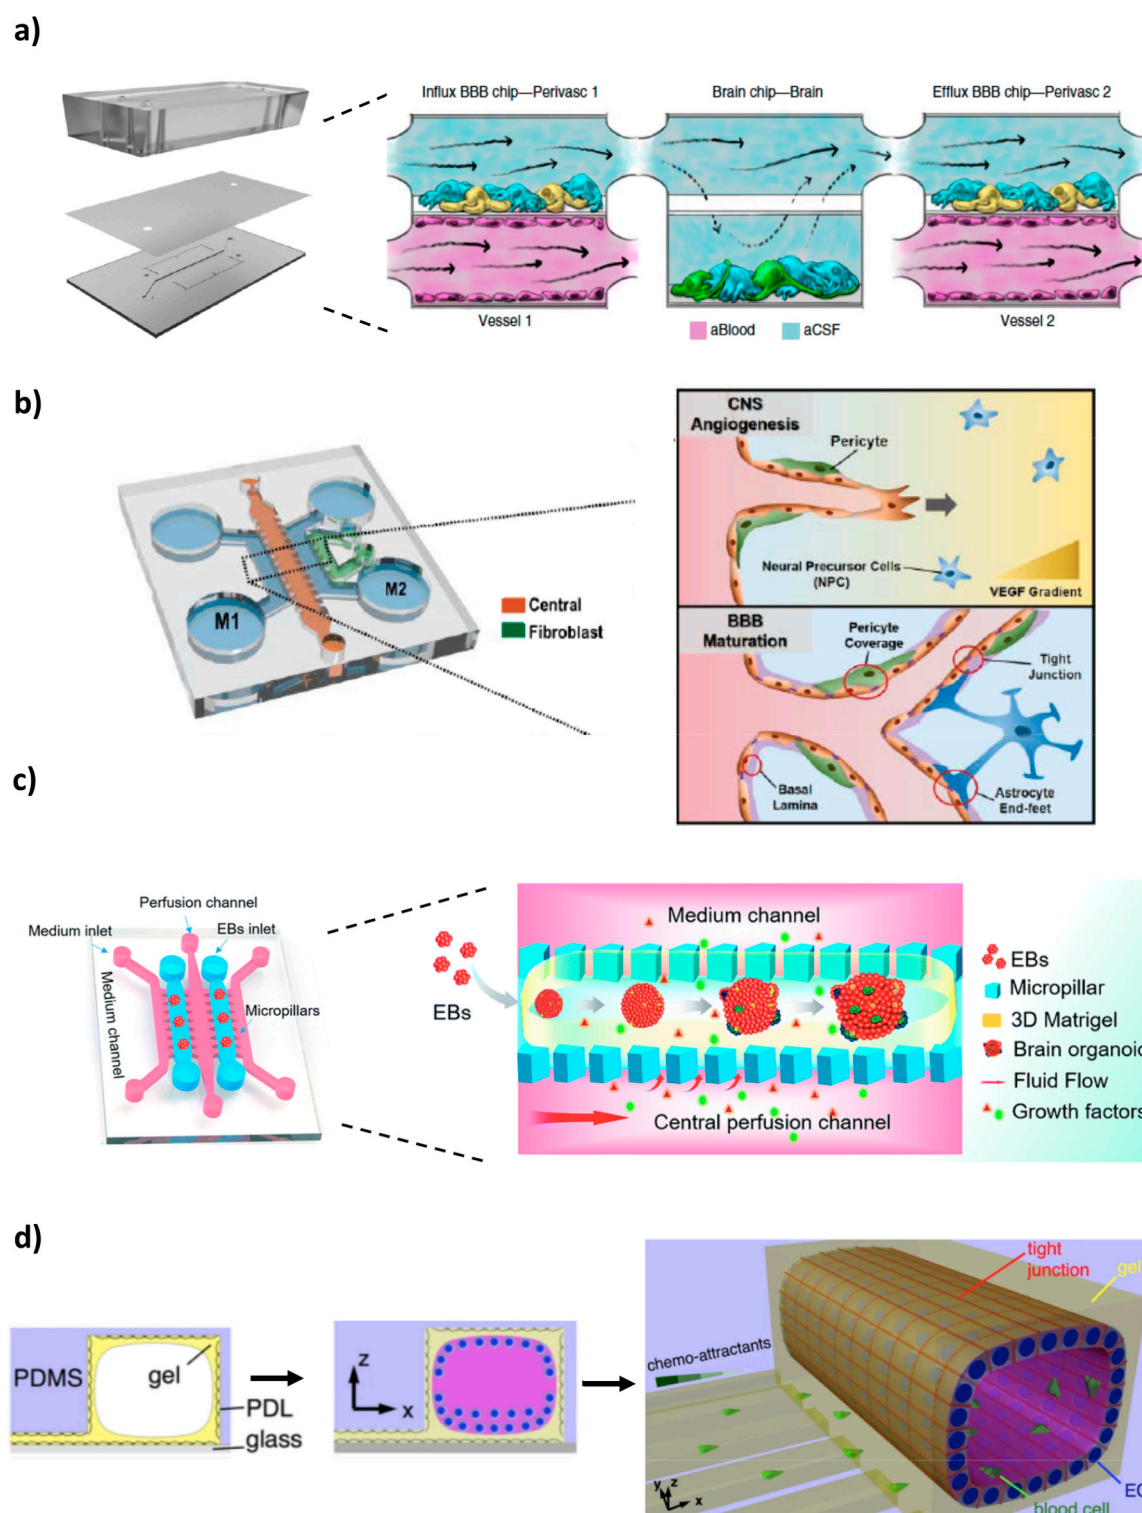 a)
Influx BBB chip—Perivasc 1
Brain chip—Brain
Efflux BBB chip—Perivasc 2
Vessel 1
Vessel 2
aBlood
aCSF
b)
M1
M2
Central
Fibroblast
CNS
Angiogenesis
Pericyte
Neural Precursor Cells
(NPC)
VEGF Gradient
BBB
Maturation
Pericyte
Coverage
Tight
Junction
Basal
Lamina
Astrocyte
End-feet
c)
Perfusion channel
Medium inlet
EBs inlet
Medium channel
Micropillars
EBs
Medium channel
Central perfusion channel
EBs
Micropillar
3D Matrigel
Brain organoid
Fluid Flow
Growth factors
d)
PDMS
gel
PDL
glass
z
x
chemo-attractants
tight
junction
gel
y
z
x
blood cell
EC